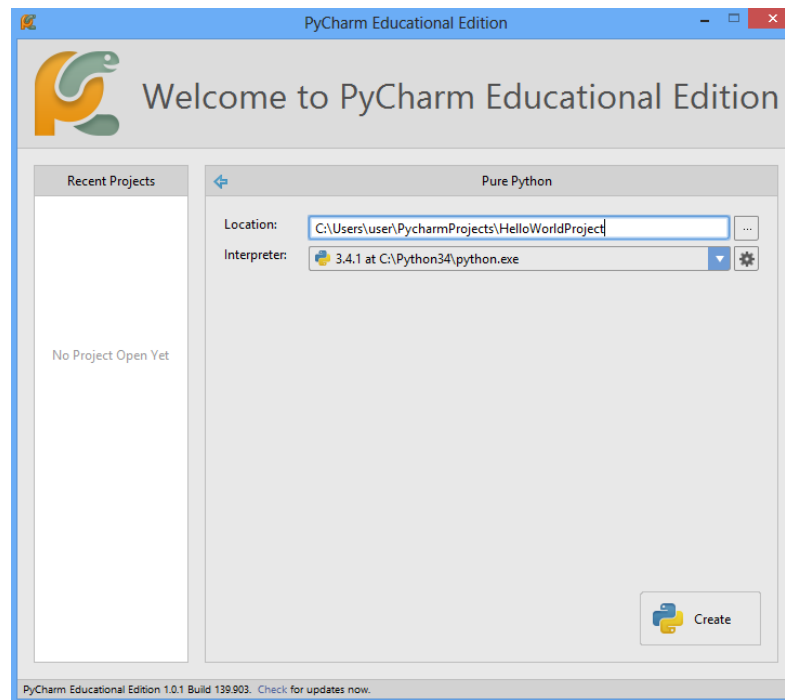 PyCharm Educational Edition
Welcome to PyCharm Educational Edition
Recent Projects
No Project Open Yet
Pure Python
Location: C:\Users\user\PycharmProjects\HelloWorldProject ...
Interpreter: 3.4.1 at C:\Python34\python.exe
Create
PyCharm Educational Edition 1.0.1 Build 139.903. Check for updates now.